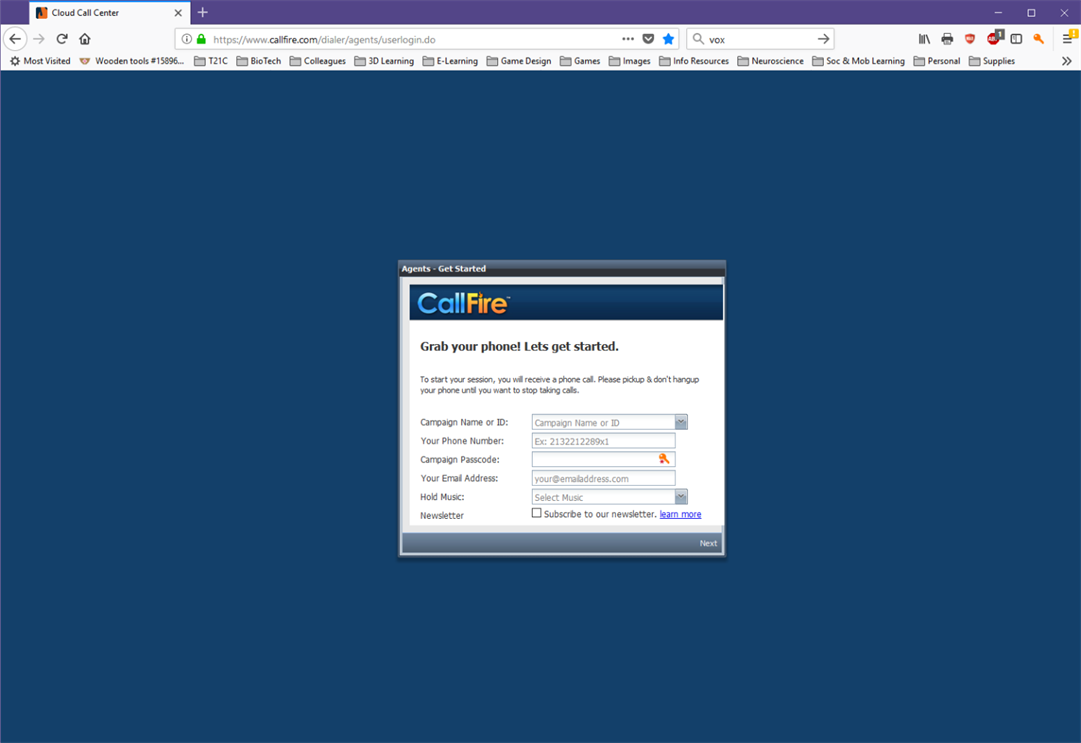 Cloud Call Center
https://www.callfire.com/dialer/agents/userlogin.do
vox
1
Most Visited Wooden tools #15896... T21C BioTech Colleagues 3D Learning E-Learning Game Design Games Images Info Resources Neuroscience Soc & Mob Learning Personal Supplies
Agents - Get Started
CallFire
Grab your phone! Lets get started.
To start your session, you will receive a phone call. Please pickup & don't hangup
your phone until you want to stop taking calls.
Campaign Name or ID: Campaign Name or ID
Your Phone Number: Ex: 2132212289x1
Campaign Passcode:
Your Email Address: your@emailaddress.com
Hold Music: Select Music
Newsletter Subscribe to our newsletter. learn more
Next